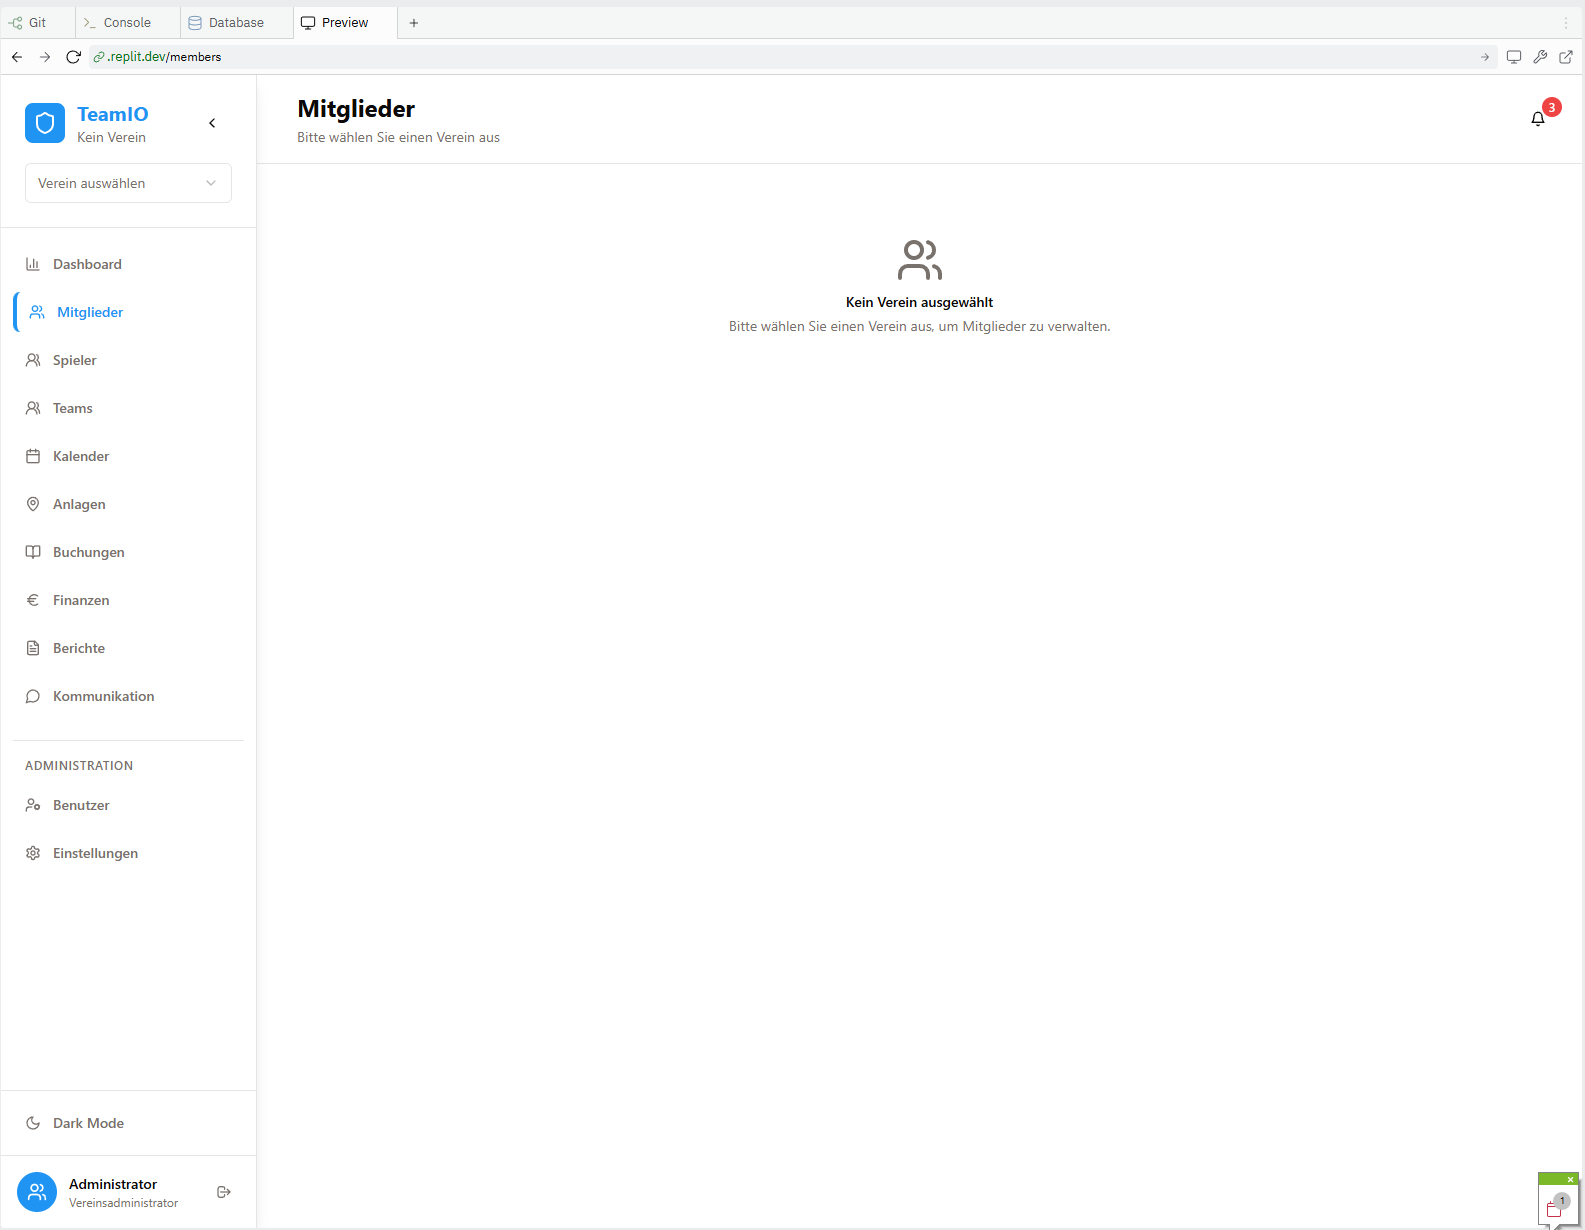 Git
Console
Database
Preview
.replit.dev/members
TeamIO
Kein Verein
Verein auswählen
Dashboard
Mitglieder
Spieler
Teams
Kalender
Anlagen
Buchungen
Finanzen
Berichte
Kommunikation
ADMINISTRATION
Benutzer
Einstellungen
Dark Mode
Administrator
Vereinsadministrator
Mitglieder
Bitte wählen Sie einen Verein aus
3
Kein Verein ausgewählt
Bitte wählen Sie einen Verein aus, um Mitglieder zu verwalten.
1